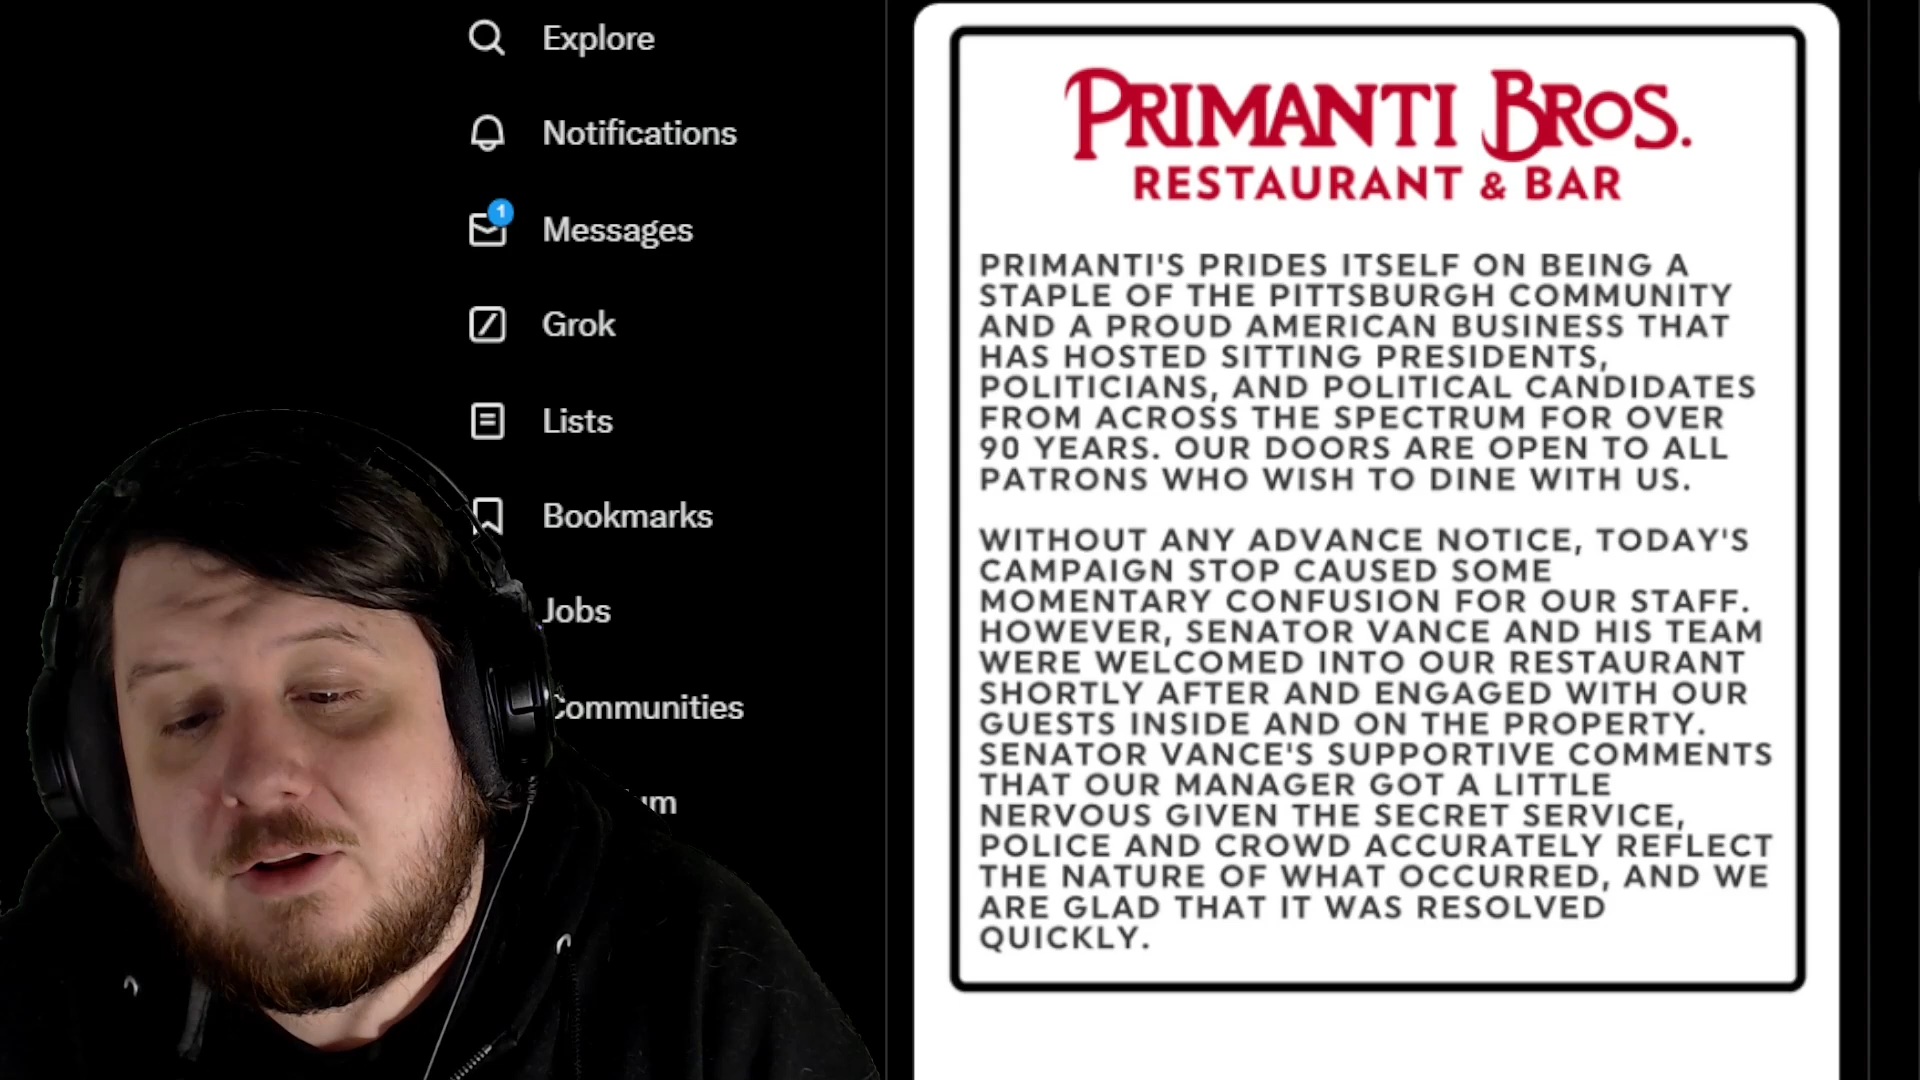 Explore
Notifications
1
Messages
Grok
Lists
Bookmarks
Jobs
Communities
PRIMANTI BROS.
RESTAURANT & BAR
PRIMANTI'S PRIDES ITSELF ON BEING A
STAPLE OF THE PITTSBURGH COMMUNITY
AND A PROUD AMERICAN BUSINESS THAT
HAS HOSTED SITTING PRESIDENTS,
POLITICIANS, AND POLITICAL CANDIDATES
FROM ACROSS THE SPECTRUM FOR OVER
90 YEARS. OUR DOORS ARE OPEN TO ALL
PATRONS WHO WISH TO DINE WITH US.
WITHOUT ANY ADVANCE NOTICE, TODAY'S
CAMPAIGN STOP CAUSED SOME
MOMENTARY CONFUSION FOR OUR STAFF.
HOWEVER, SENATOR VANCE AND HIS TEAM
WERE WELCOMED INTO OUR RESTAURANT
SHORTLY AFTER AND ENGAGED WITH OUR
GUESTS INSIDE AND ON THE PROPERTY.
SENATOR VANCE'S SUPPORTIVE COMMENTS
THAT OUR MANAGER GOT A LITTLE
NERVOUS GIVEN THE SECRET SERVICE,
POLICE AND CROWD ACCURATELY REFLECT
THE NATURE OF WHAT OCCURRED, AND WE
ARE GLAD THAT IT WAS RESOLVED
QUICKLY.